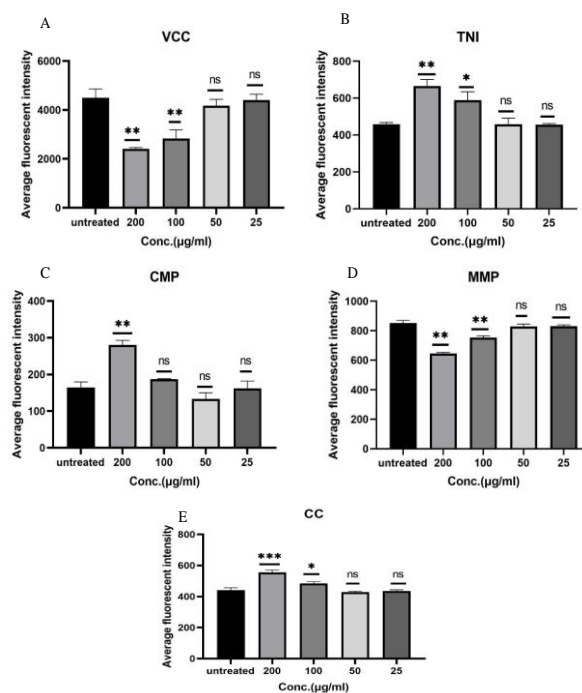 A
VCC
Average fluorescent intensity
6000
4000
2000
0
** ** ns ns
untreated 200 100 50 25
Conc.(µg/ml)
B
TNI
Average fluorescent intensity
800
600
400
200
0
** * ns ns
untreated 200 100 50 25
Conc.(µg/ml)
C
CMP
Average fluorescent intensity
400
300
200
100
0
** ns ns ns
untreated 200 100 50 25
Conc.(µg/ml)
D
MMP
Average fluorescent intensity
1000
800
600
400
200
0
** ** ns ns
untreated 200 100 50 25
Conc.(µg/ml)
E
CC
Average fluorescent intensity
800
600
400
200
0
*** * ns ns
untreated 200 100 50 25
Conc.(µg/ml)